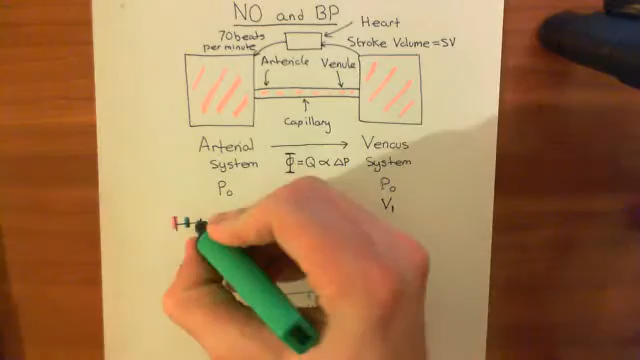 NO and BP
Heart
70 beats
per minute
Stroke Volume = SV
Arteriole
Venule
Capillary
Arterial
System
Φ = Q ∝ ΔP
Venous
System
P₀
P₀
V₁